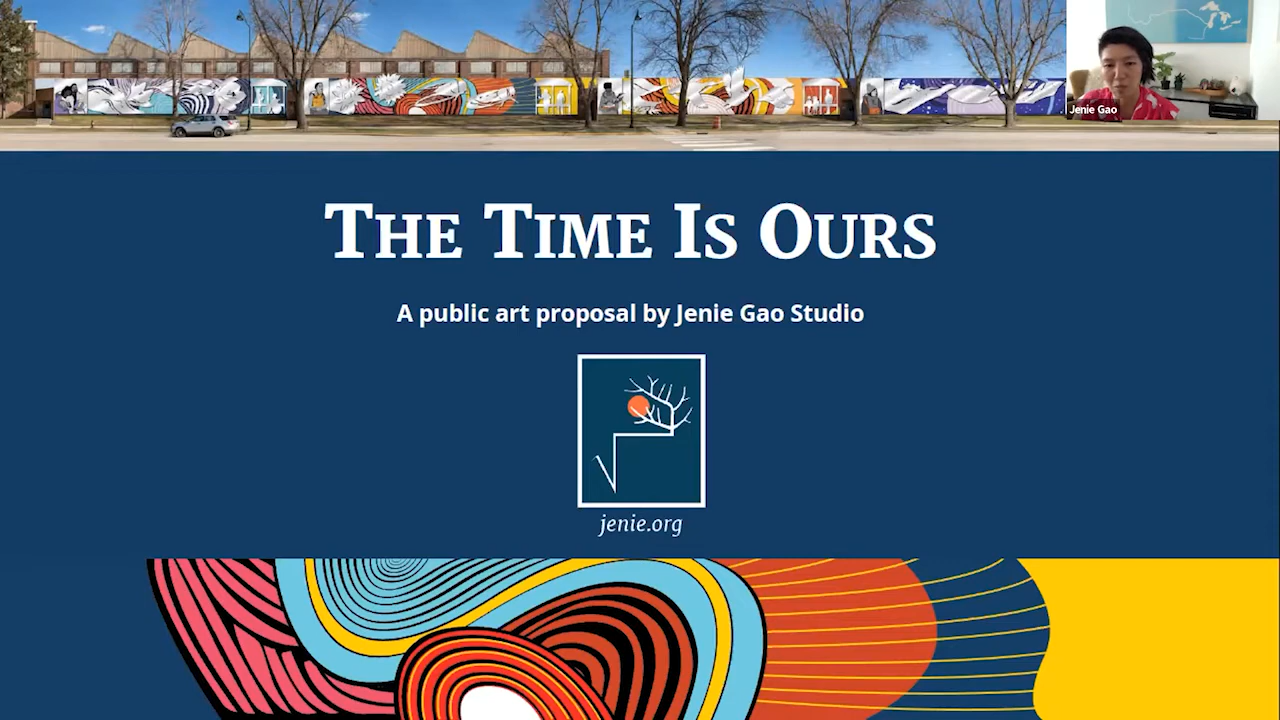 Jenie Gao
THE TIME IS OURS
A public art proposal by Jenie Gao Studio
jenie.org